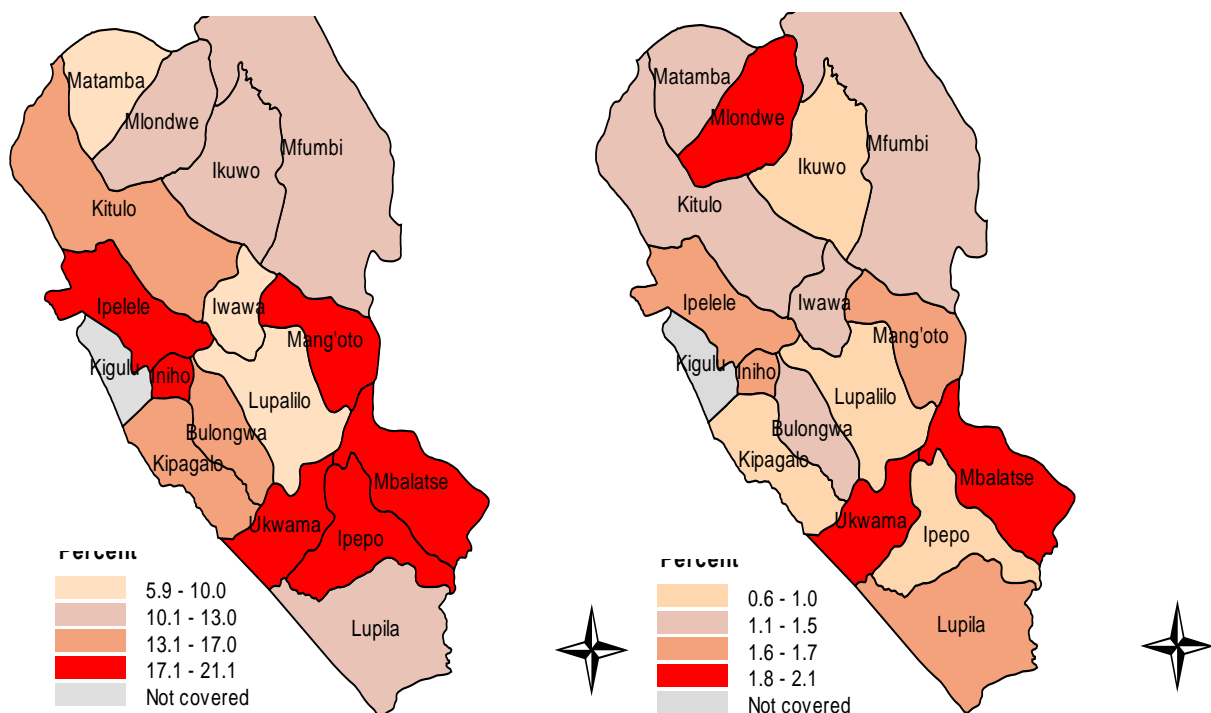 Matamba
Mlondwe
Mfumbi
Ikuwo
Kitulo
Ipelele
Iwawa
Mang'oto
Kigulu
Iniho
Lupalilo
Bulongwa
Kipagalo
Mbalatse
Ukwama
Ipepo
Lupila
Percent
5.9 - 10.0
10.1 - 13.0
13.1 - 17.0
17.1 - 21.1
Not covered
Matamba
Mlondwe
Mfumbi
Ikuwo
Kitulo
Ipelele
Iwawa
Mang'oto
Kigulu
Iniho
Lupalilo
Bulongwa
Kipagalo
Mbalatse
Ukwama
Ipepo
Lupila
Percent
0.6 - 1.0
1.1 - 1.5
1.6 - 1.7
1.8 - 2.1
Not covered